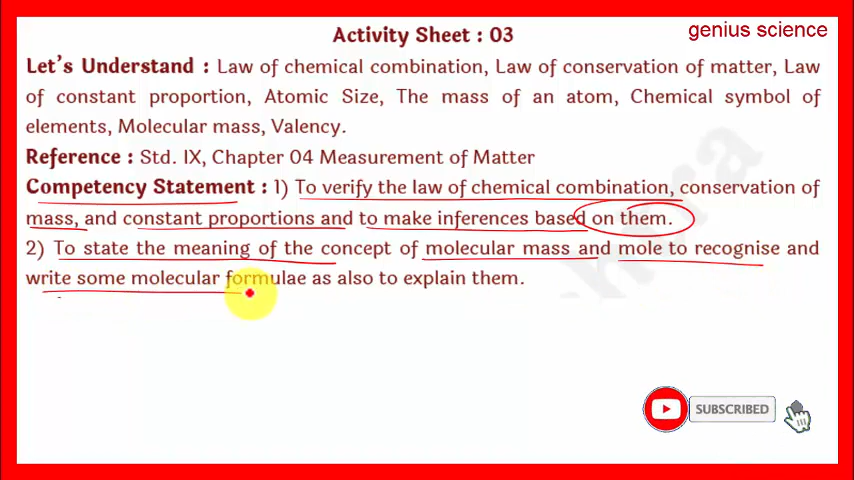 genius science
Activity Sheet : 03
Let's Understand : Law of chemical combination, Law of conservation of matter, Law
of constant proportion, Atomic Size, The mass of an atom, Chemical symbol of
elements, Molecular mass, Valency.
Reference : Std. IX, Chapter 04 Measurement of Matter
Competency Statement : 1) To verify the law of chemical combination, conservation of
mass, and constant proportions and to make inferences based on them.
2) To state the meaning of the concept of molecular mass and mole to recognise and
write some molecular formulae as also to explain them.
SUBSCRIBED